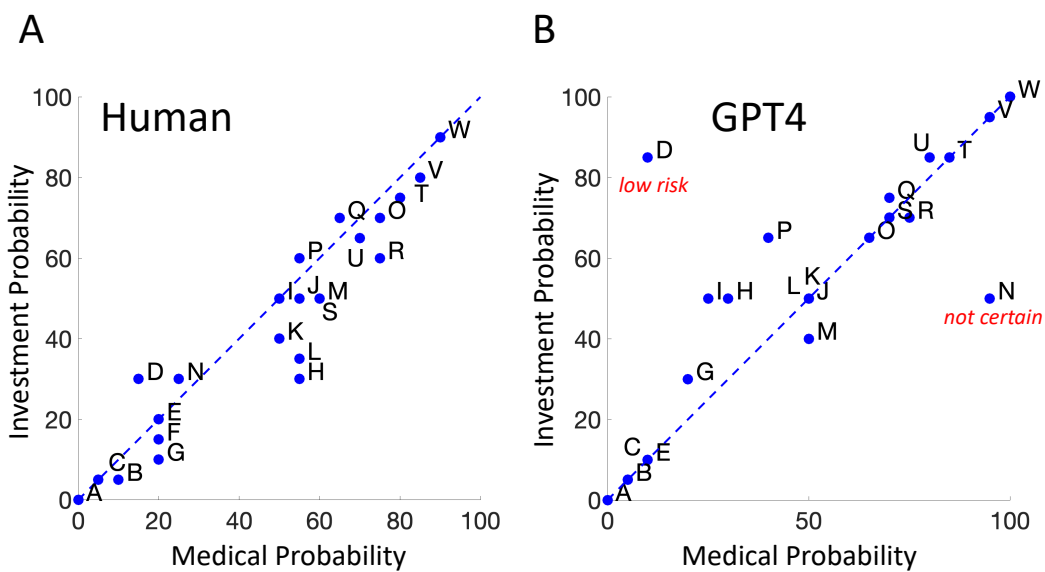 A
Human
Investment Probability
100
80
60
40
20
0
W
V
T
Q
O
U
P
R
I
J
M
S
K
L
H
D
N
E
F
G
C
B
A
0
20
40
60
80
100
Medical Probability
B
GPT4
Investment Probability
100
80
60
40
20
0
W
V
U
T
D
low risk
Q
S
R
P
O
I
H
L
K
J
N
not certain
M
G
C
E
B
A
0
50
100
Medical Probability